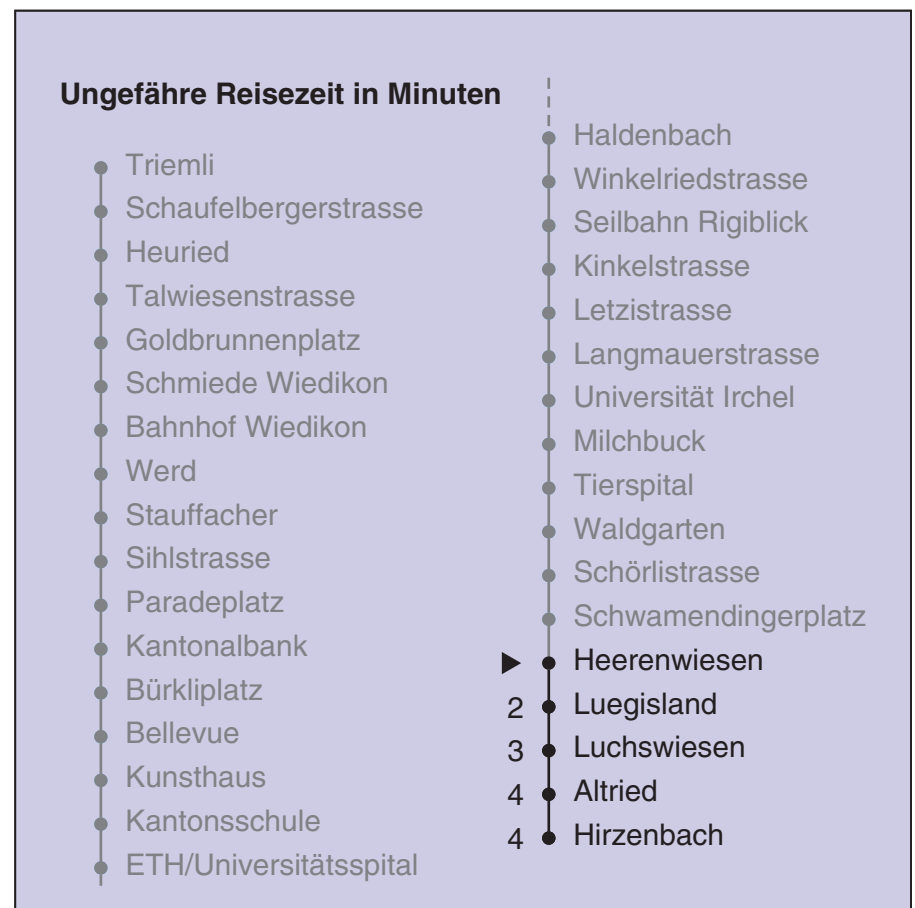 Ungefähre Reisezeit in Minuten
Triemli
Schaufelbergerstrasse
Heuried
Talwiesenstrasse
Goldbrunnenplatz
Schmiede Wiedikon
Bahnhof Wiedikon
Werd
Stauffacher
Sihlstrasse
Paradeplatz
Kantonalbank
Bürkliplatz
Bellevue
Kunsthaus
Kantonsschule
ETH/Universitätsspital
Haldenbach
Winkelriedstrasse
Seilbahn Rigiblick
Kinkelstrasse
Letzistrasse
Langmauerstrasse
Universität Irchel
Milchbuck
Tierspital
Waldgarten
Schörlistrasse
Schwamendingerplatz
Heerenwiesen
2 Luegisland
3 Luchswiesen
4 Altried
4 Hirzenbach